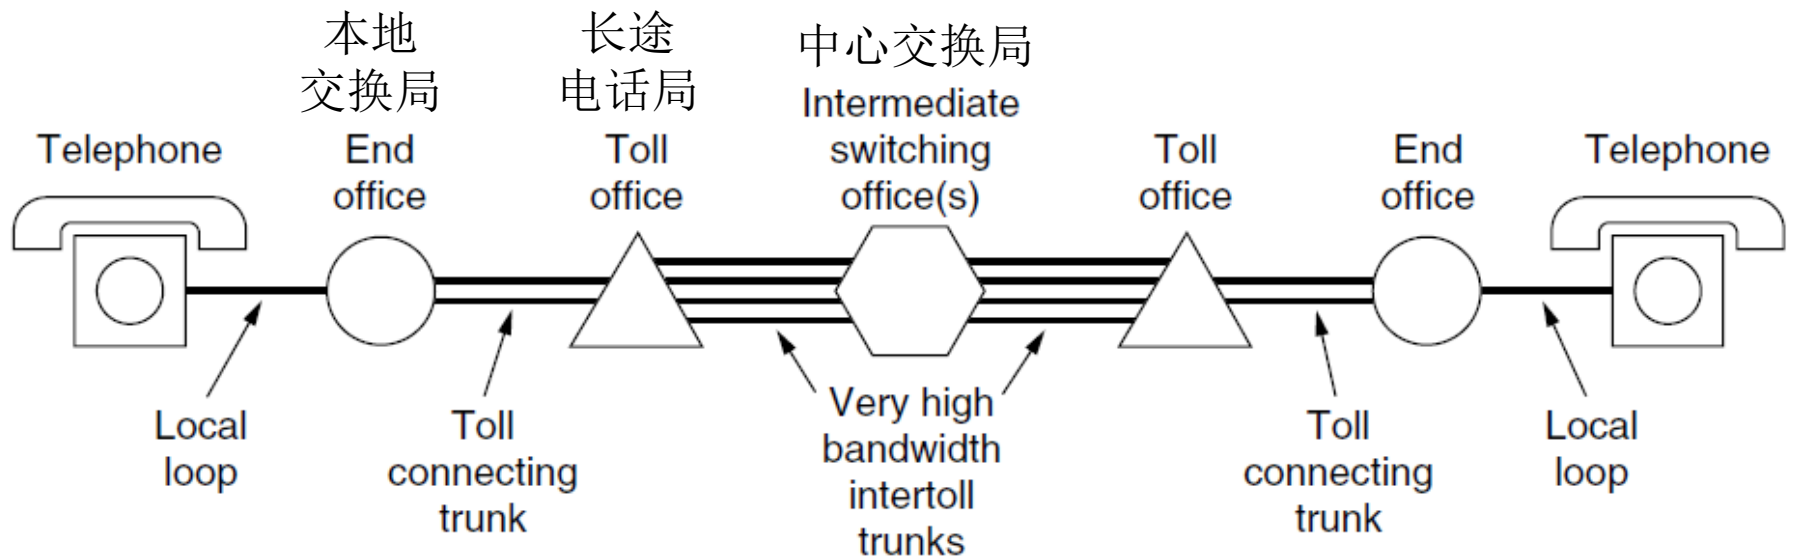 本地
交换局
长途
电话局
中心交换局
Telephone
End
office
Toll
office
Intermediate
switching
office(s)
Toll
office
End
office
Telephone
Local
loop
Toll
connecting
trunk
Very high
bandwidth
intertoll
trunks
Toll
connecting
trunk
Local
loop